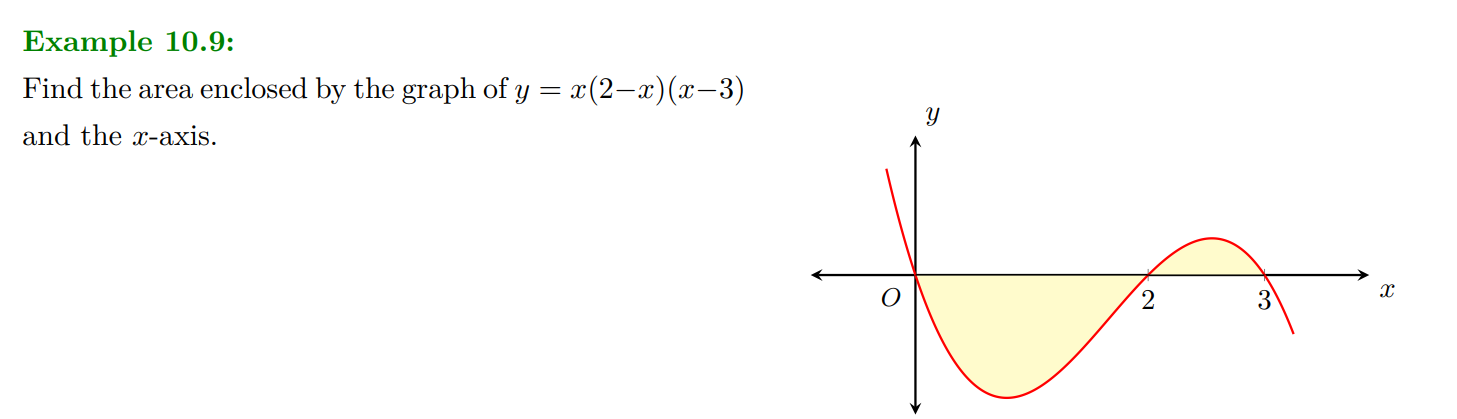 Example 10.9:
Find the area enclosed by the graph of y = x(2−x)(x−3)
and the x-axis.
y
O
2
3
x